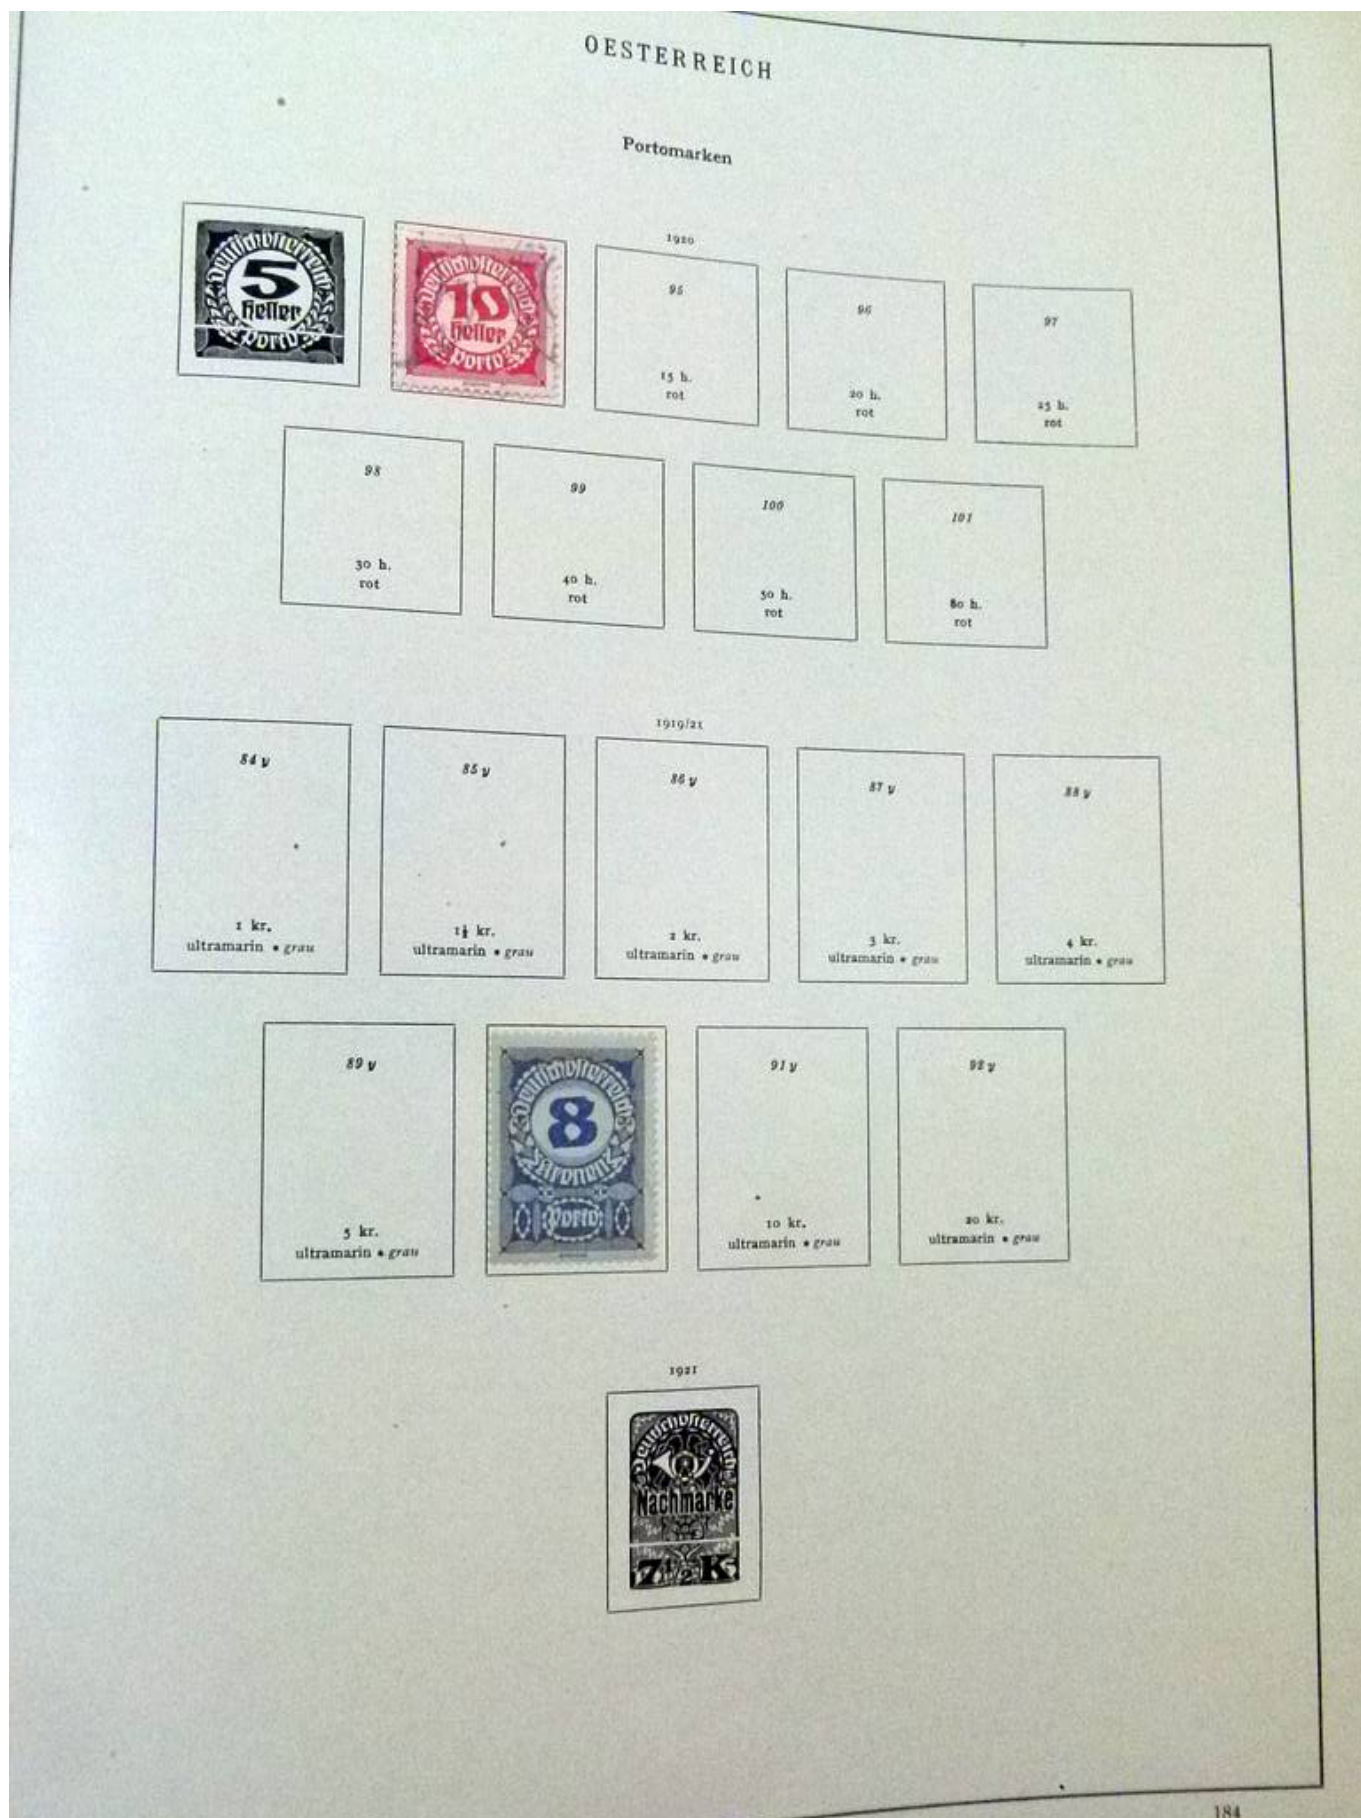 OESTERREICH
Portomarken
1920
Deutschösterreich
5
Heller
Porto
Deutschösterreich
10
Heller
Porto
95
15 h.
rot
96
20 h.
rot
97
25 h.
rot
98
30 h.
rot
99
40 h.
rot
100
50 h.
rot
101
80 h.
rot
1919/21
84 y
1 kr.
ultramarin • grau
85 y
1½ kr.
ultramarin • grau
86 y
2 kr.
ultramarin • grau
87 y
3 kr.
ultramarin • grau
88 y
4 kr.
ultramarin • grau
89 y
5 kr.
ultramarin • grau
Deutschösterreich
8
Kronen
Porto
91 y
10 kr.
ultramarin • grau
92 y
20 kr.
ultramarin • grau
1921
Deutschösterreich
Nachmarke
7½ K
184